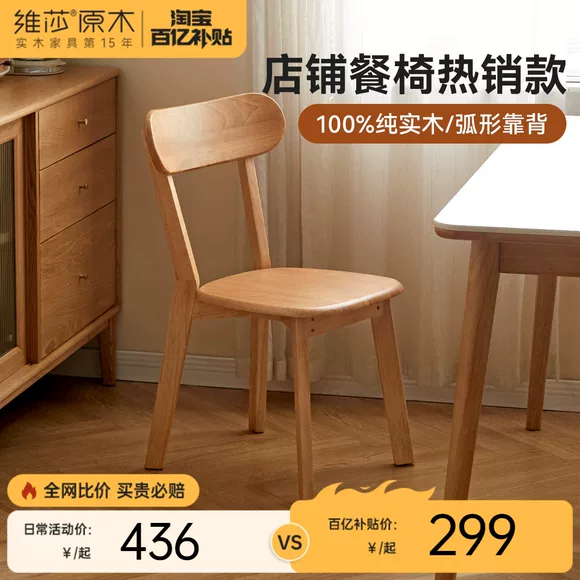 维莎®原木
实木家具第15年
淘宝
百亿补贴
店铺餐椅热销款
100%纯实木/弧形靠背
全网比价 买贵必赔
日常活动价:
¥/起
436
VS
百亿补贴价:
¥/起
299